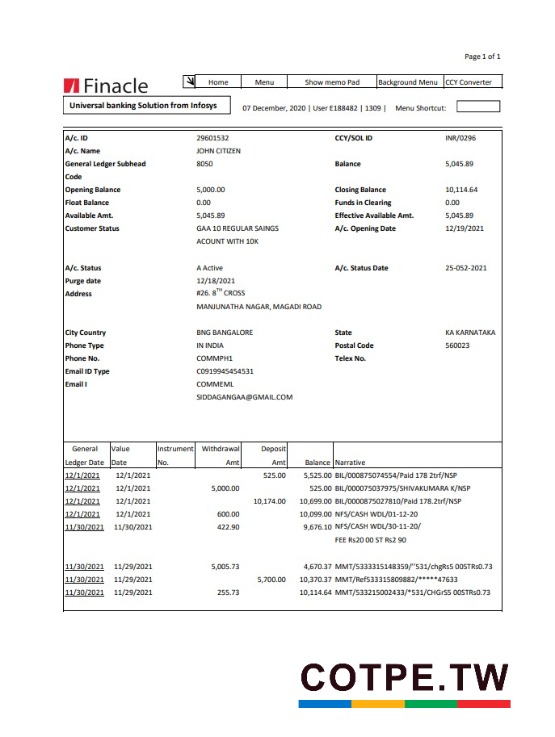 Page 1 of 1
Finacle
Home Menu Show memo Pad Background Menu CCY Converter
Universal banking Solution from Infosys
07 December, 2020 | User E188482 | 1309 | Menu Shortcut:
A/c. ID 29601532 CCY/SOL ID INR/0296
A/c. Name JOHN CITIZEN
General Ledger Subhead 8050 Balance 5,045.89
Code
Opening Balance 5,000.00 Closing Balance 10,114.64
Float Balance 0.00 Funds in Clearing 0.00
Available Amt. 5,045.89 Effective Available Amt. 5,045.89
Customer Status GAA 10 REGULAR SAINGS A/c. Opening Date 12/19/2021
ACOUNT WITH 10K
A/c. Status A Active A/c. Status Date 25-052-2021
Purge date 12/18/2021
Address #26. 8TH CROSS
MANJUNATHA NAGAR, MAGADI ROAD
City Country BNG BANGALORE State KA KARNATAKA
Phone Type IN INDIA Postal Code 560023
Phone No. COMMPH1 Telex No.
Email ID Type C0919945454531
Email I COMMEML
SIDDAGANGAA@GMAIL.COM
General Value Instrument Withdrawal Deposit
Ledger Date Date No. Amt Amt Balance Narrative
12/1/2021 12/1/2021 525.00 5,525.00 BIL/000875074554/Paid 178 2trf/NSP
12/1/2021 12/1/2021 5,000.00 525.00 BIL/000075037975/SHIVAKUMARA K/NSP
12/1/2021 12/1/2021 10,174.00 10,699.00 BIL/000875027810/Paid 178.2trf/NSP
12/1/2021 12/1/2021 600.00 10,099.00 NFS/CASH WDL/01-12-20
11/30/2021 11/30/2021 422.90 9,676.10 NFS/CASH WDL/30-11-20/
FEE Rs20 00 ST Rs2 90
11/30/2021 11/29/2021 5,005.73 4,670.37 MMT/5333315148359/"531/chgRs5 00STRs0.73
11/30/2021 11/29/2021 5,700.00 10,370.37 MMT/Ref533315809882/*****47633
11/30/2021 11/29/2021 255.73 10,114.64 MMT/533215002433/*531/CHGrS5 00STRs0.73
COTPE.TW